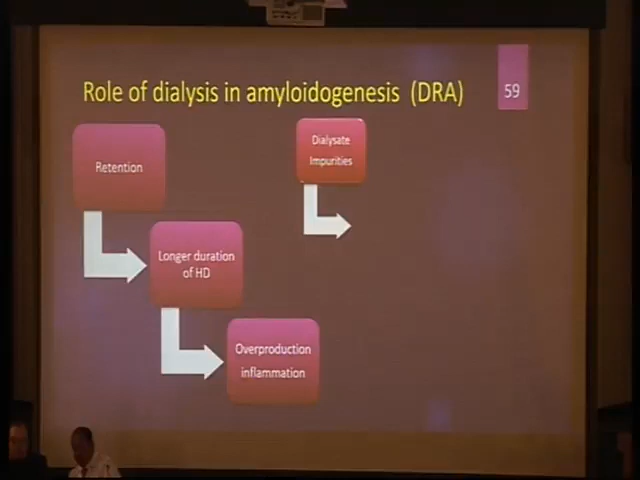 Role of dialysis in amyloidogenesis (DRA)
59
Retention
Longer duration
of HD
Overproduction
inflammation
Dialysate
Impurities